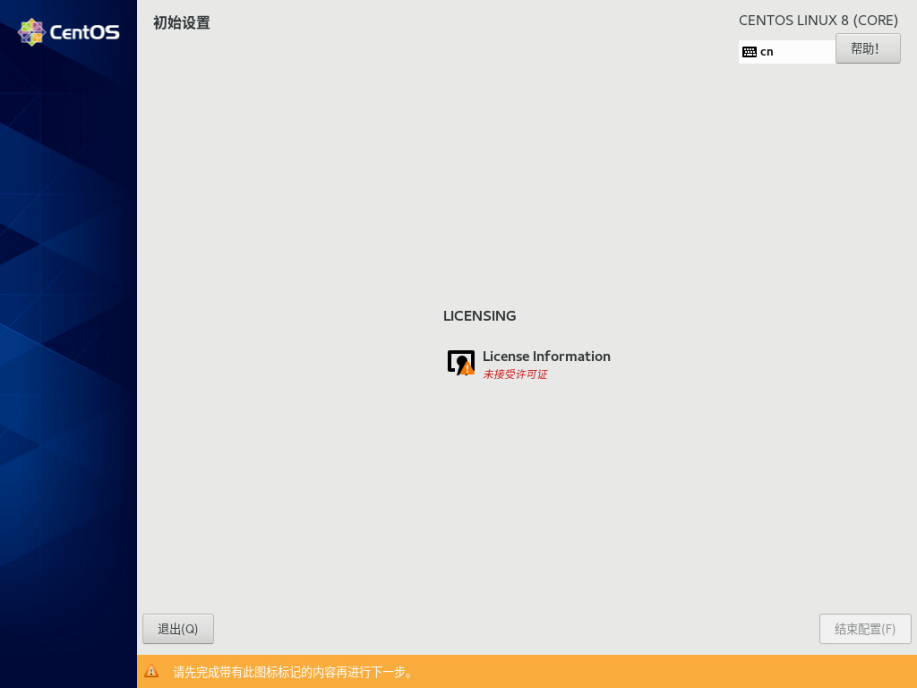 CentOS
初始设置
CENTOS LINUX 8 (CORE)
cn
帮助!
LICENSING
License Information
未接受许可证
退出(Q)
结束配置(F)
请先完成带有此图标标记的内容再进行下一步。